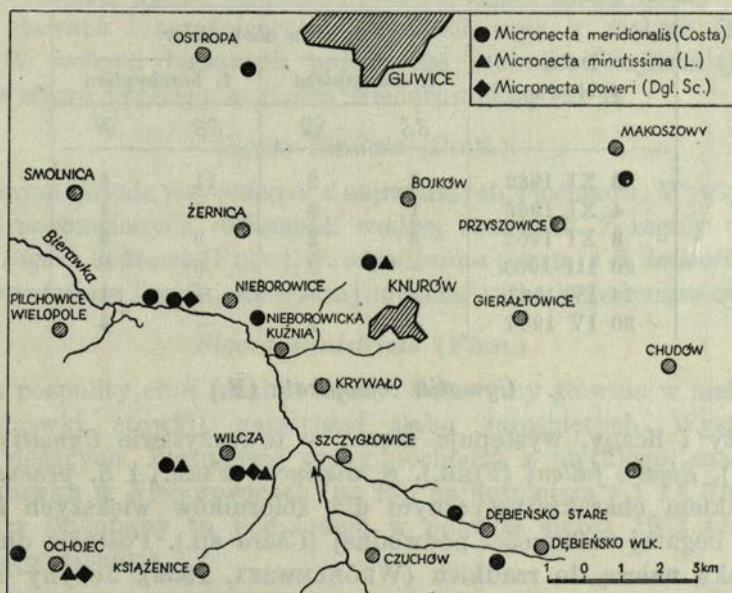 OSTROPA
GLIWICE
Micronecta meridionalis (Costa)
Micronecta minutissima (L.)
Micronecta poweri (Dgl. Sc.)
MAKOSZOWY
SMOLNICA
BOJKÓW
ŻERNICA
PRZYSZOWICE
Bierawka
NIEBOROWICE
KNURÓW
PILCHOWICE
WIELOPOLE
NIEBOROWICKA
KUŹNIA)
GIERAŁTOWICE
CHUDÓW
KRYWAŁD
WILCZA
SZCZYGŁOWICE
DĘBIEŃSKO STARE
DĘBIEŃSKO WLK.
OCHOJEC
KSIĄŻENICE
CZUCHÓW
0 1 2 3km